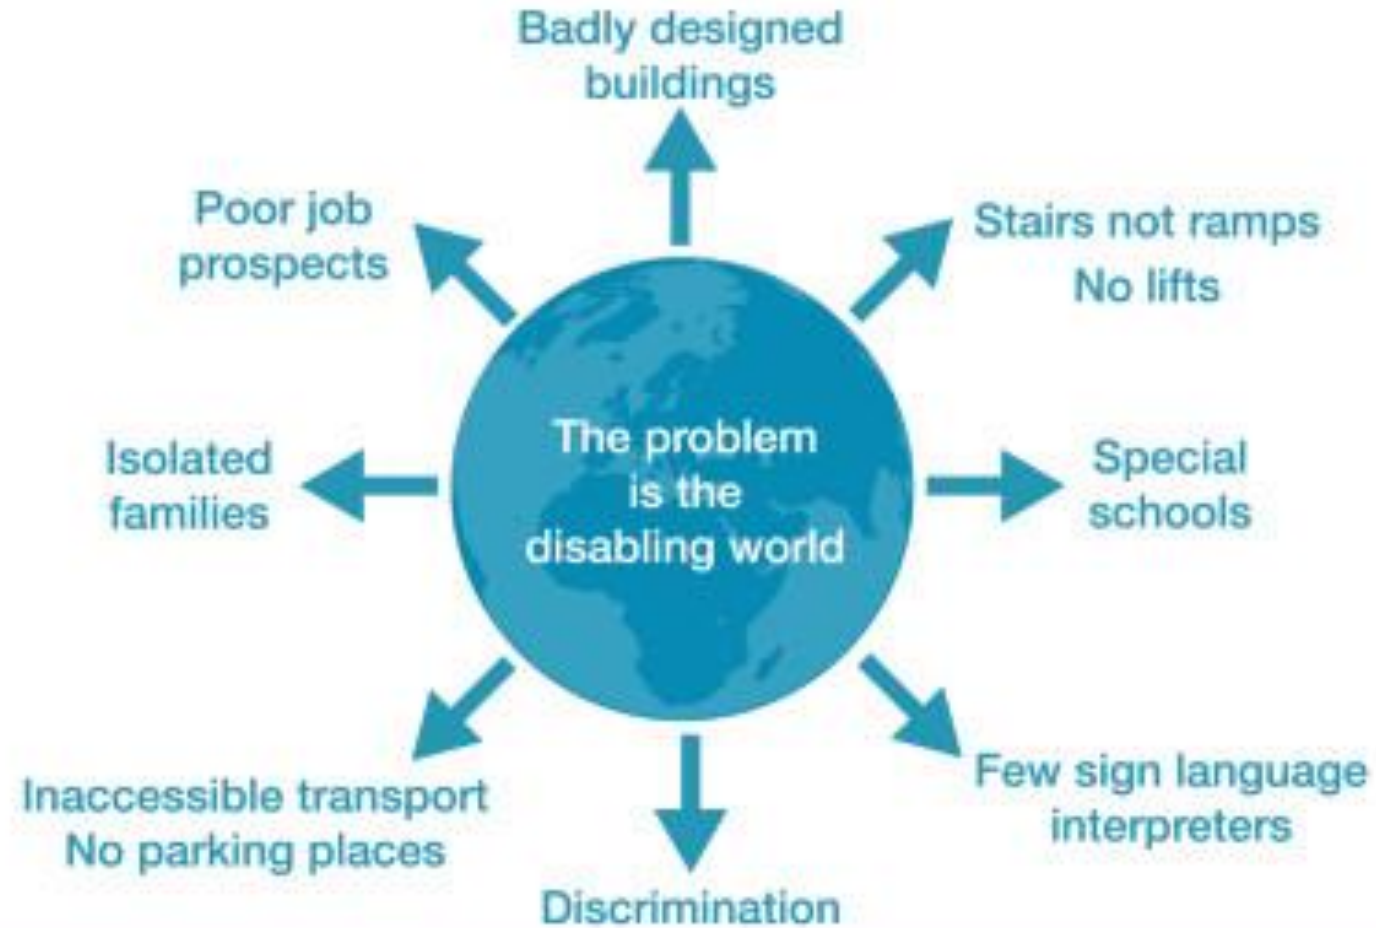 Badly designed
buildings
Poor job
prospects
Stairs not ramps
No lifts
Isolated
families
The problem
is the
disabling world
Special
schools
Inaccessible transport
No parking places
Few sign language
interpreters
Discrimination